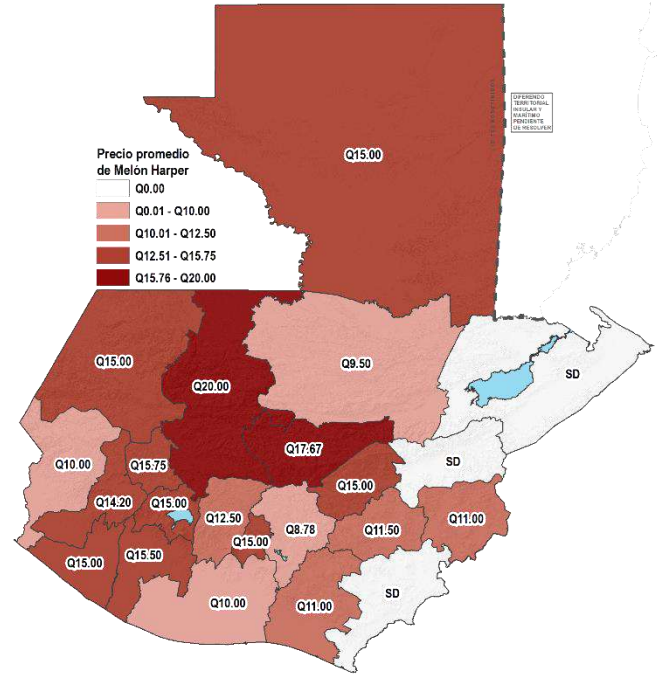 DIFERENDO
TERRITORIAL
INSULAR Y
MARÍTIMO
PENDIENTE
DE RESOLVER
Q15.00
Precio promedio
de Melón Harper
Q0.00
Q0.01 - Q10.00
Q10.01 - Q12.50
Q12.51 - Q15.75
Q15.76 - Q20.00
Q15.00
Q20.00
Q9.50
SD
Q17.67
Q10.00
Q15.75
SD
Q15.00
Q14.20
Q15.00
Q12.50
Q8.78
Q11.50
Q11.00
Q15.00
Q15.00
Q15.50
Q10.00
Q11.00
SD